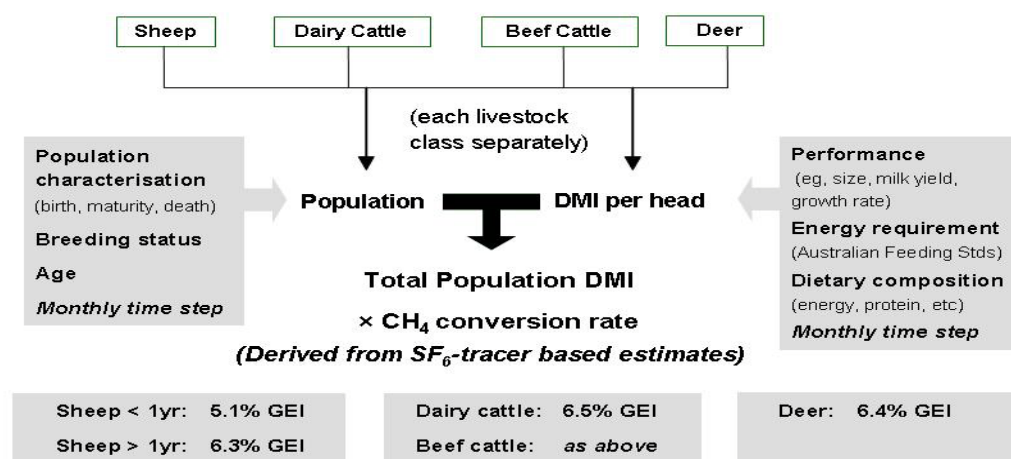 Sheep
Dairy Cattle
Beef Cattle
Deer
(each livestock
class separately)
Population
characterisation
(birth, maturity, death)
Breeding status
Age
Monthly time step
Population
DMI per head
Performance
(eg, size, milk yield,
growth rate)
Energy requirement
(Australian Feeding Stds)
Dietary composition
(energy, protein, etc)
Monthly time step
Total Population DMI
× CH₄ conversion rate
(Derived from SF₆-tracer based estimates)
Sheep < 1yr: 5.1% GEI
Sheep > 1yr: 6.3% GEI
Dairy cattle: 6.5% GEI
Beef cattle: as above
Deer: 6.4% GEI